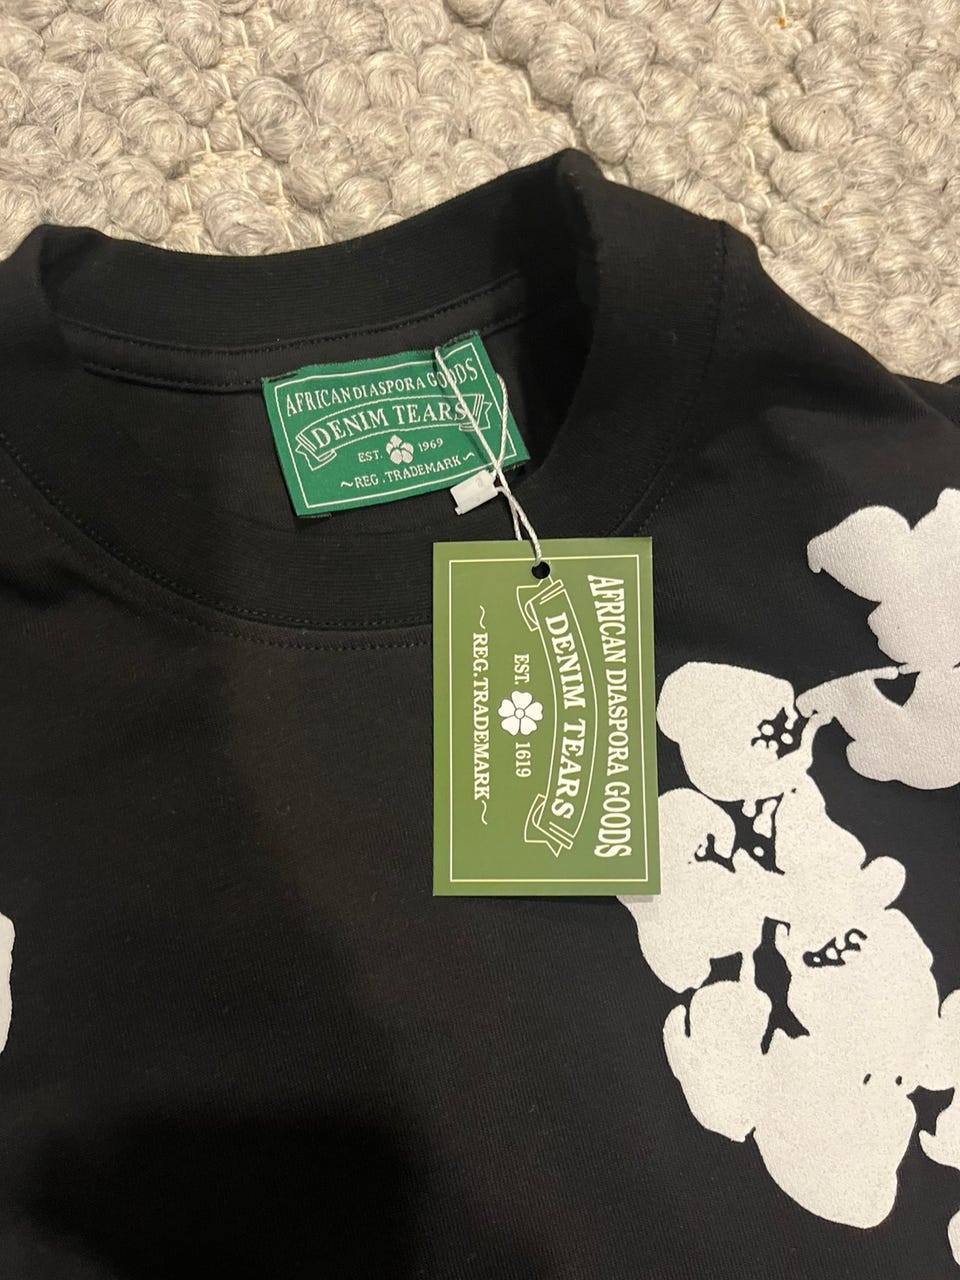 AFRICAN DIASPORA GOODS
DENIM TEARS
EST. 1969
~REG.TRADEMARK~
AFRICAN DIASPORA GOODS
DENIM TEARS
EST. 1619
~REG.TRADEMARK~